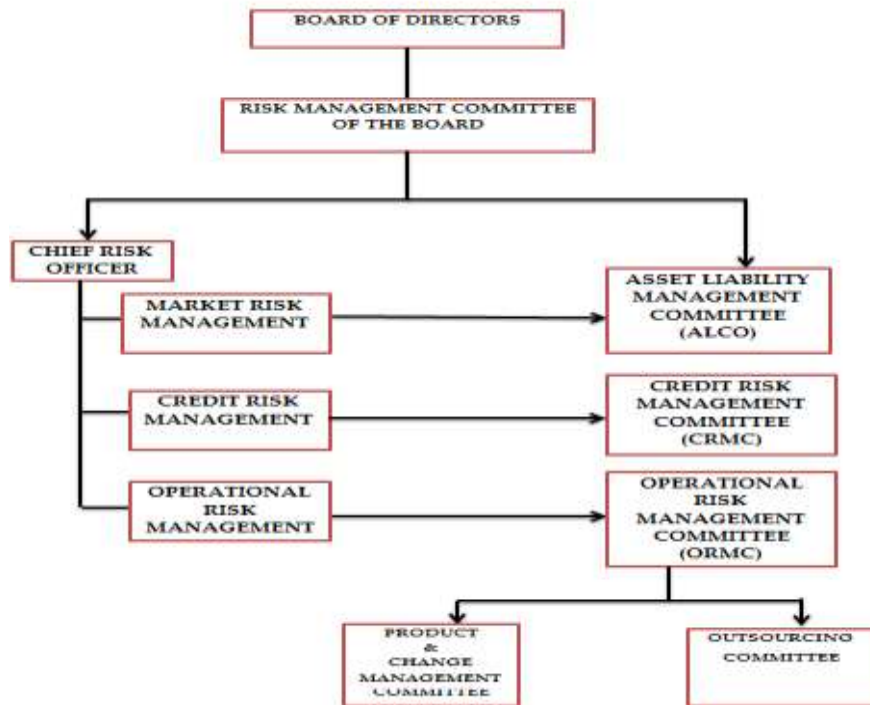 BOARD OF DIRECTORS
RISK MANAGEMENT COMMITTEE
OF THE BOARD
CHIEF RISK
OFFICER
MARKET RISK
MANAGEMENT
ASSET LIABILITY
MANAGEMENT
COMMITTEE
(ALCO)
CREDIT RISK
MANAGEMENT
CREDIT RISK
MANAGEMENT
COMMITTEE
(CRMC)
OPERATIONAL
RISK
MANAGEMENT
OPERATIONAL
RISK
MANAGEMENT
COMMITTEE
(ORMC)
PRODUCT
&
CHANGE
MANAGEMENT
COMMITTEE
OUTSOURCING
COMMITTEE